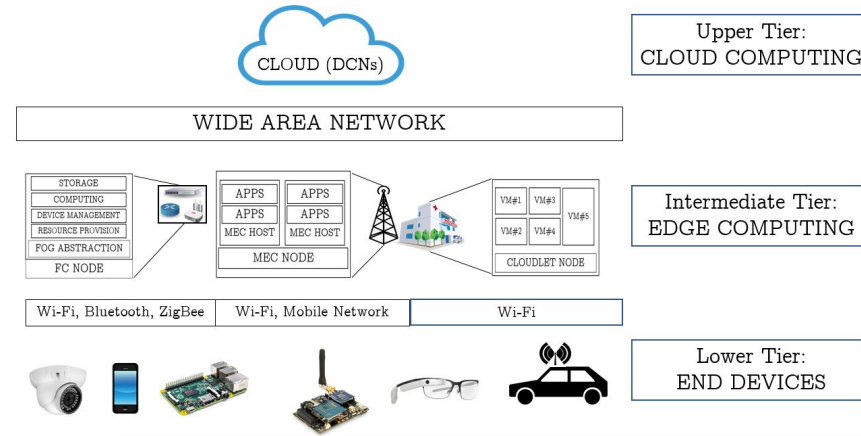 CLOUD (DCNs)
Upper Tier:
CLOUD COMPUTING
WIDE AREA NETWORK
STORAGE
COMPUTING
DEVICE MANAGEMENT
RESOURCE PROVISION
FOG ABSTRACTION
FC NODE
APPS
APPS
APPS
APPS
MEC HOST
MEC HOST
MEC NODE
VM#1
VM#3
VM#5
VM#2
VM#4
CLOUDLET NODE
Intermediate Tier:
EDGE COMPUTING
Wi-Fi, Bluetooth, ZigBee
Wi-Fi, Mobile Network
Wi-Fi
Lower Tier:
END DEVICES